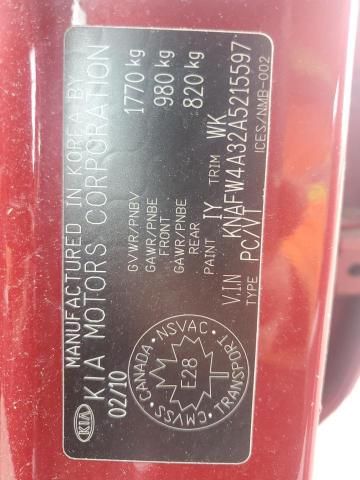 MANUFACTURED IN KOREA BY
KIA KIA MOTORS CORPORATION
02/10
GVWR/PNBV 1770 kg
GAWR/PNBE 980 kg
FRONT
GAWR/PNBE 820 kg
REAR
PAINT IY TRIM WK
V.I.N KNAFW4A32A5215597
TYPE PC/VT ICES/NMB-002
CANADA · NSVAC · TRANSPORT · CMVSS
E28